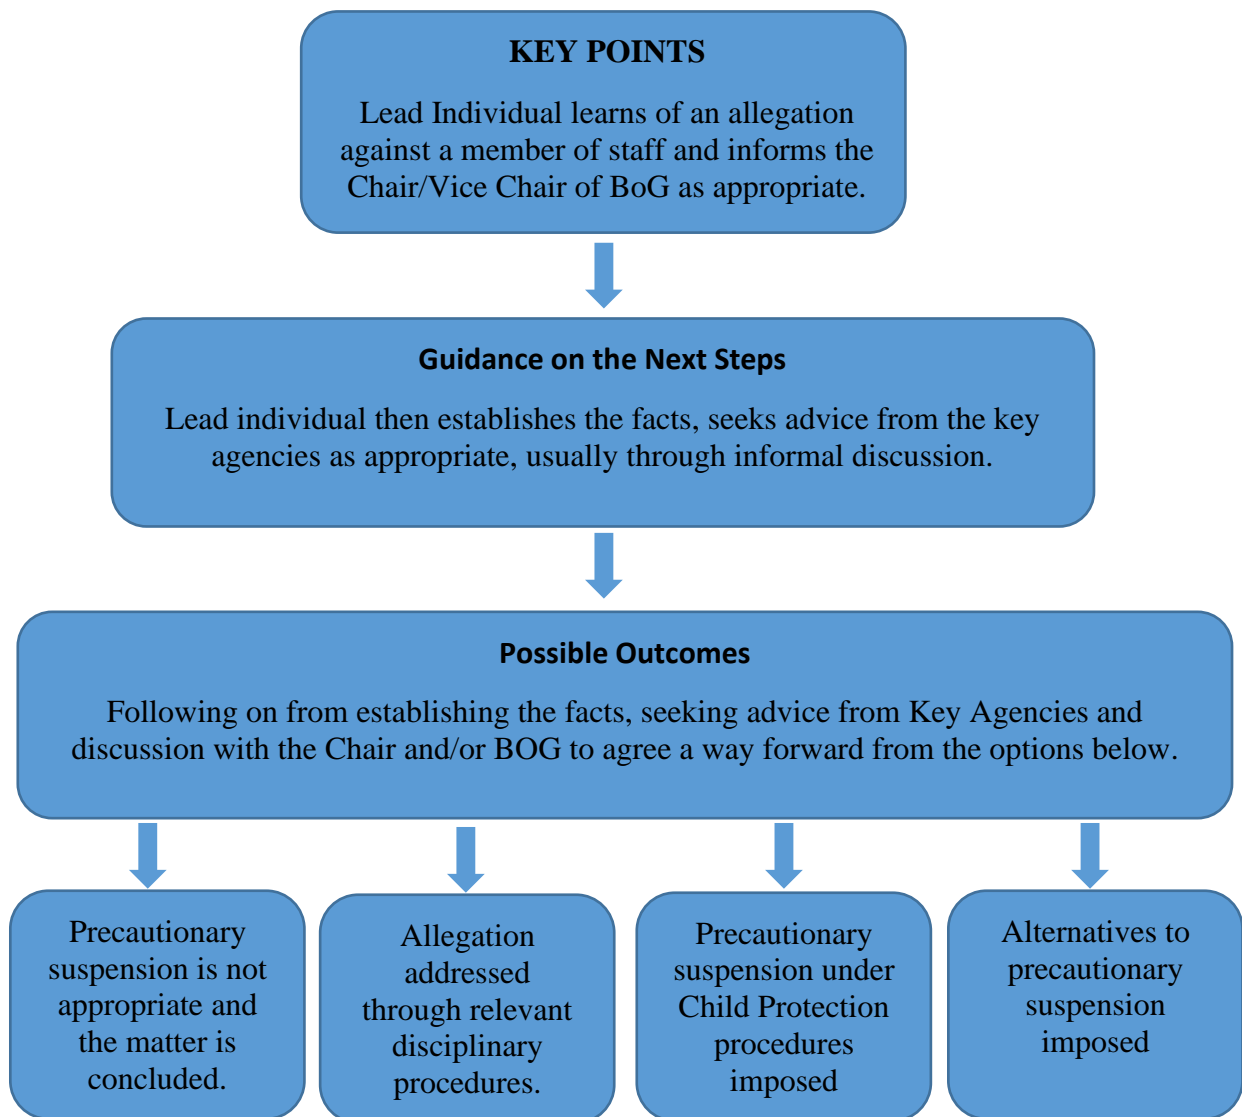 KEY POINTS
Lead Individual learns of an allegation
against a member of staff and informs the
Chair/Vice Chair of BoG as appropriate.
Guidance on the Next Steps
Lead individual then establishes the facts, seeks advice from the key
agencies as appropriate, usually through informal discussion.
Possible Outcomes
Following on from establishing the facts, seeking advice from Key Agencies and
discussion with the Chair and/or BOG to agree a way forward from the options below.
Precautionary
suspension is not
appropriate and
the matter is
concluded.
Allegation
addressed
through relevant
disciplinary
procedures.
Precautionary
suspension under
Child Protection
procedures
imposed
Alternatives to
precautionary
suspension
imposed